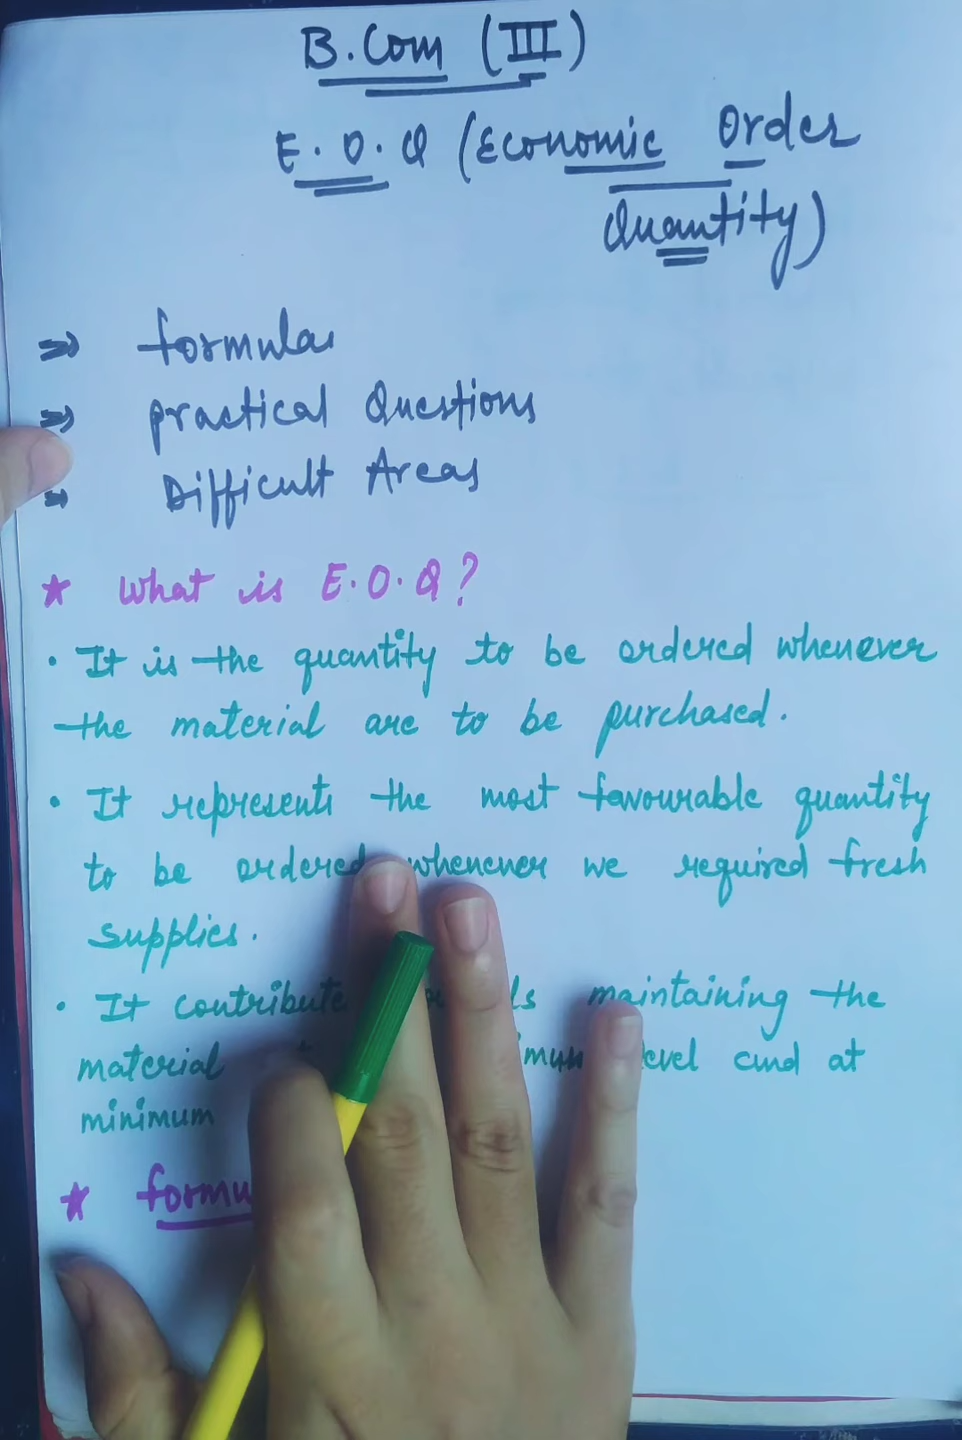 B.Com (III)
E.O.Q (Economic Order
Quantity)
⇒ formulas
⇒ practical Questions
⇒ Difficult Areas
★ What is E.O.Q?
• It is the quantity to be ordered whenever
the material are to be purchased.
• It represents the most favourable quantity
to be ordered whenever we required fresh
supplies.
• It maintaining the
material level and at
minimum
★